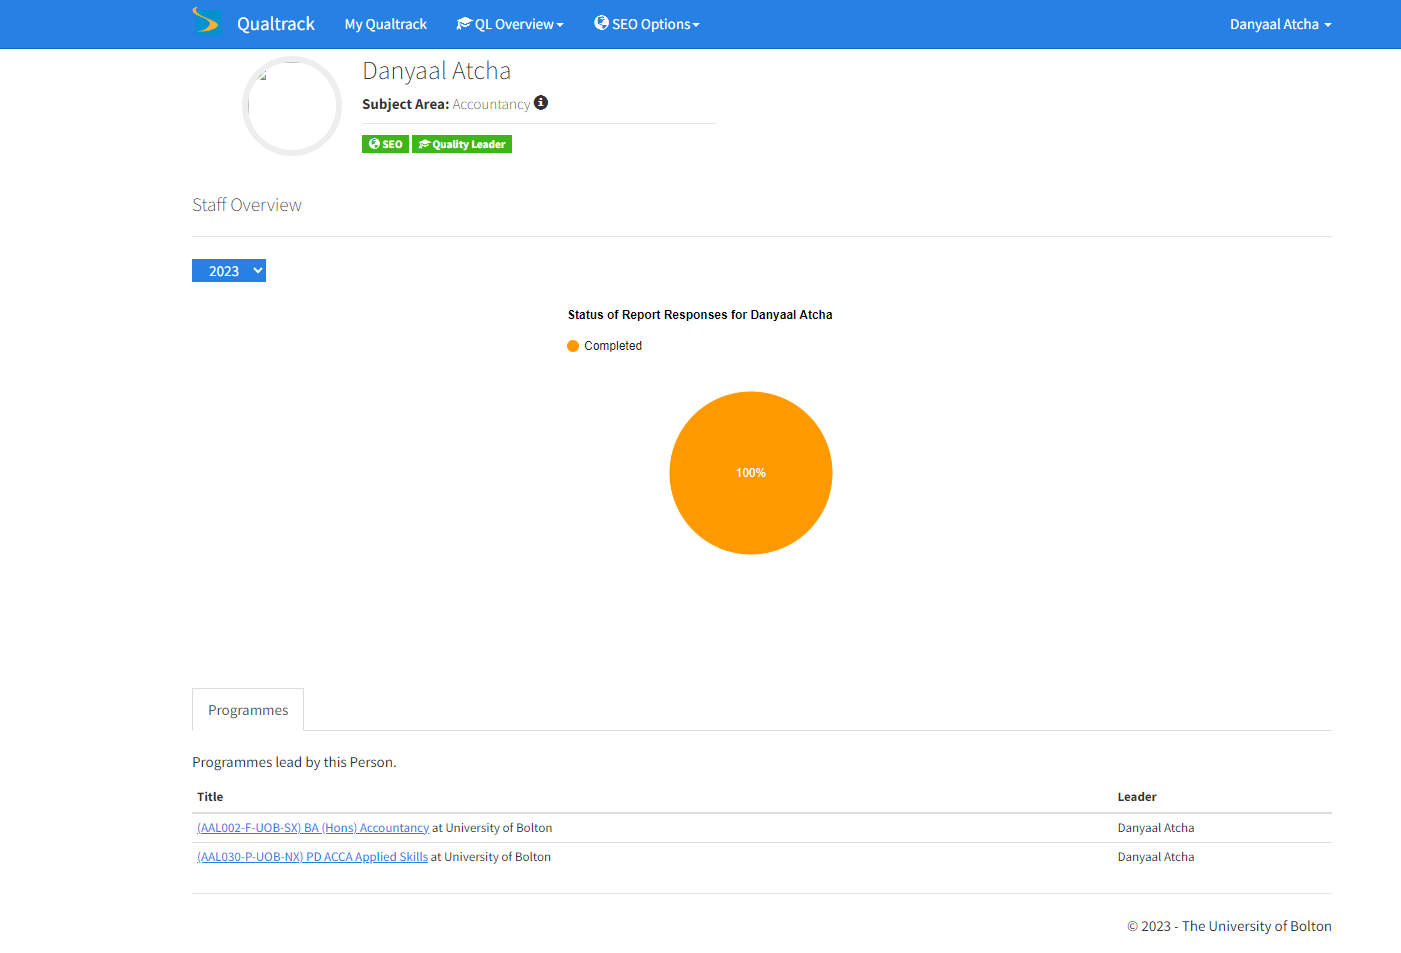 Qualtrack My Qualtrack QL Overview SEO Options Danyaal Atcha
Danyaal Atcha
Subject Area: Accountancy
SEO Quality Leader
Staff Overview
2023
Status of Report Responses for Danyaal Atcha
Completed
100%
Programmes
Programmes lead by this Person.
Title Leader
(AAL002-F-UOB-SX) BA (Hons) Accountancy at University of Bolton Danyaal Atcha
(AAL030-P-UOB-NX) PD ACCA Applied Skills at University of Bolton Danyaal Atcha
© 2023 - The University of Bolton